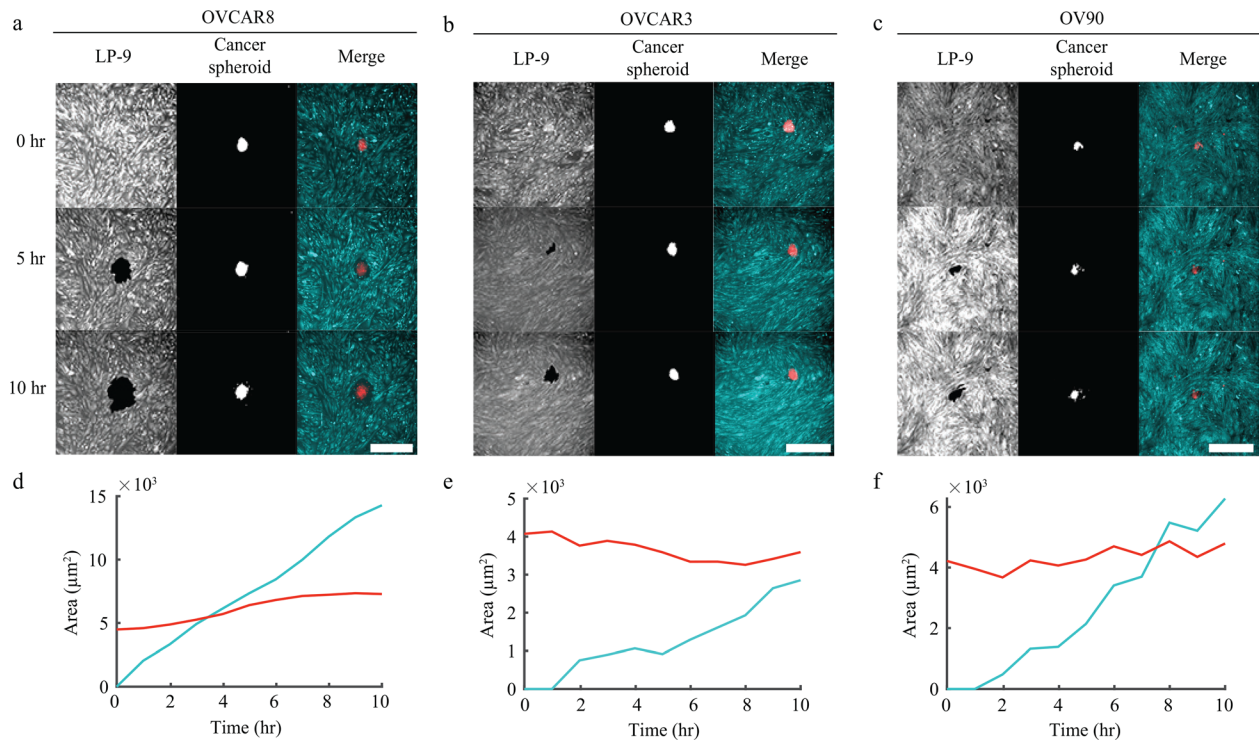 a
OVCAR8
LP-9
Cancer
spheroid
Merge
b
OVCAR3
LP-9
Cancer
spheroid
Merge
c
OV90
LP-9
Cancer
spheroid
Merge
0 hr
5 hr
10 hr
d
×10³
15
10
5
0
Area (µm²)
0 2 4 6 8 10
Time (hr)
e
×10³
5
4
3
2
1
0
Area (µm²)
0 2 4 6 8 10
Time (hr)
f
×10³
6
4
2
0
Area (µm²)
0 2 4 6 8 10
Time (hr)